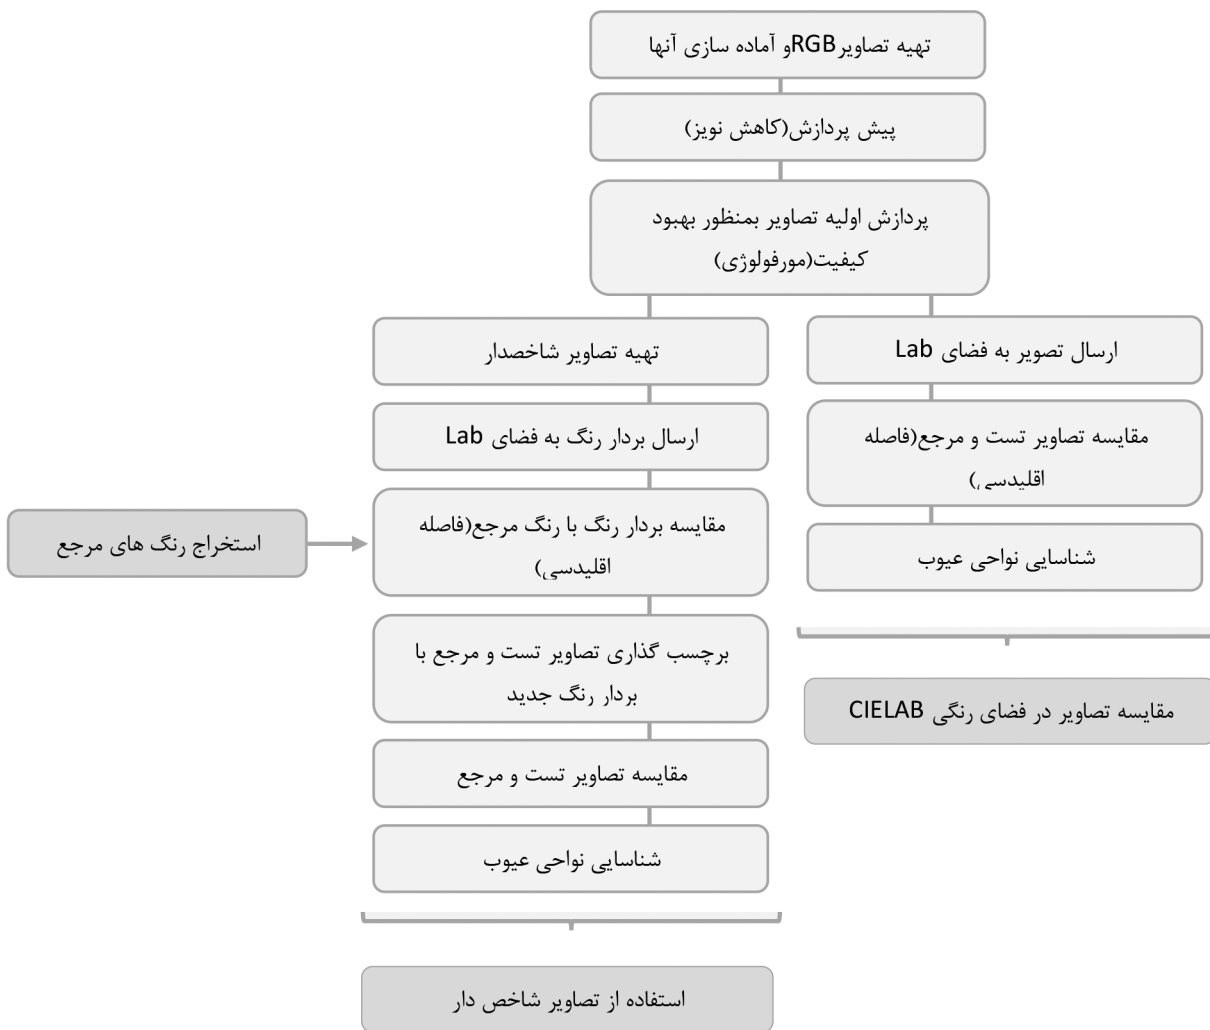 تهیه تصاویرRGBو آماده سازی آنها
پیش پردازش(کاهش نویز)
پردازش اولیه تصاویر بمنظور بهبود
کیفیت(مورفولوژی)
ارسال تصویر به فضای Lab
مقایسه تصاویر تست و مرجع(فاصله
اقلیدسی)
شناسایی نواحی عیوب
مقایسه تصاویر در فضای رنگی CIELAB
تهیه تصاویر شاخصدار
ارسال بردار رنگ به فضای Lab
مقایسه بردار رنگ با رنگ مرجع(فاصله
اقلیدسی)
استخراج رنگ های مرجع
برچسب گذاری تصاویر تست و مرجع با
بردار رنگ جدید
مقایسه تصاویر تست و مرجع
شناسایی نواحی عیوب
استفاده از تصاویر شاخص دار